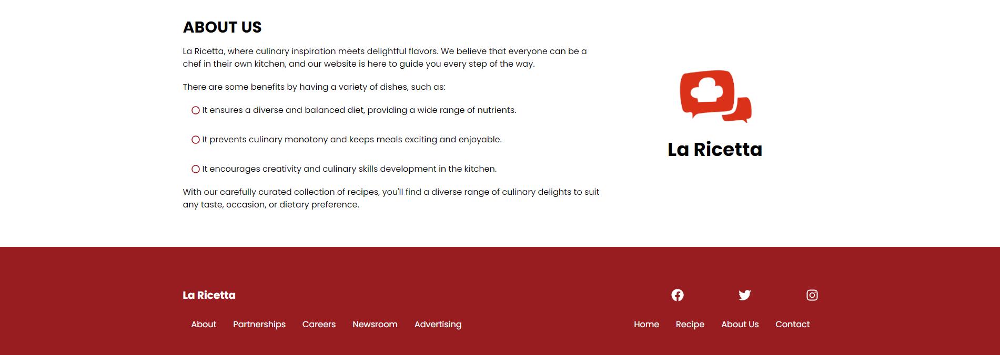 ABOUT US
La Ricetta, where culinary inspiration meets delightful flavors. We believe that everyone can be a
chef in their own kitchen, and our website is here to guide you every step of the way.
There are some benefits by having a variety of dishes, such as:
It ensures a diverse and balanced diet, providing a wide range of nutrients.
It prevents culinary monotony and keeps meals exciting and enjoyable.
It encourages creativity and culinary skills development in the kitchen.
With our carefully curated collection of recipes, you'll find a diverse range of culinary delights to suit
any taste, occasion, or dietary preference.
La Ricetta
La Ricetta
About Partnerships Careers Newsroom Advertising
Home Recipe About Us Contact